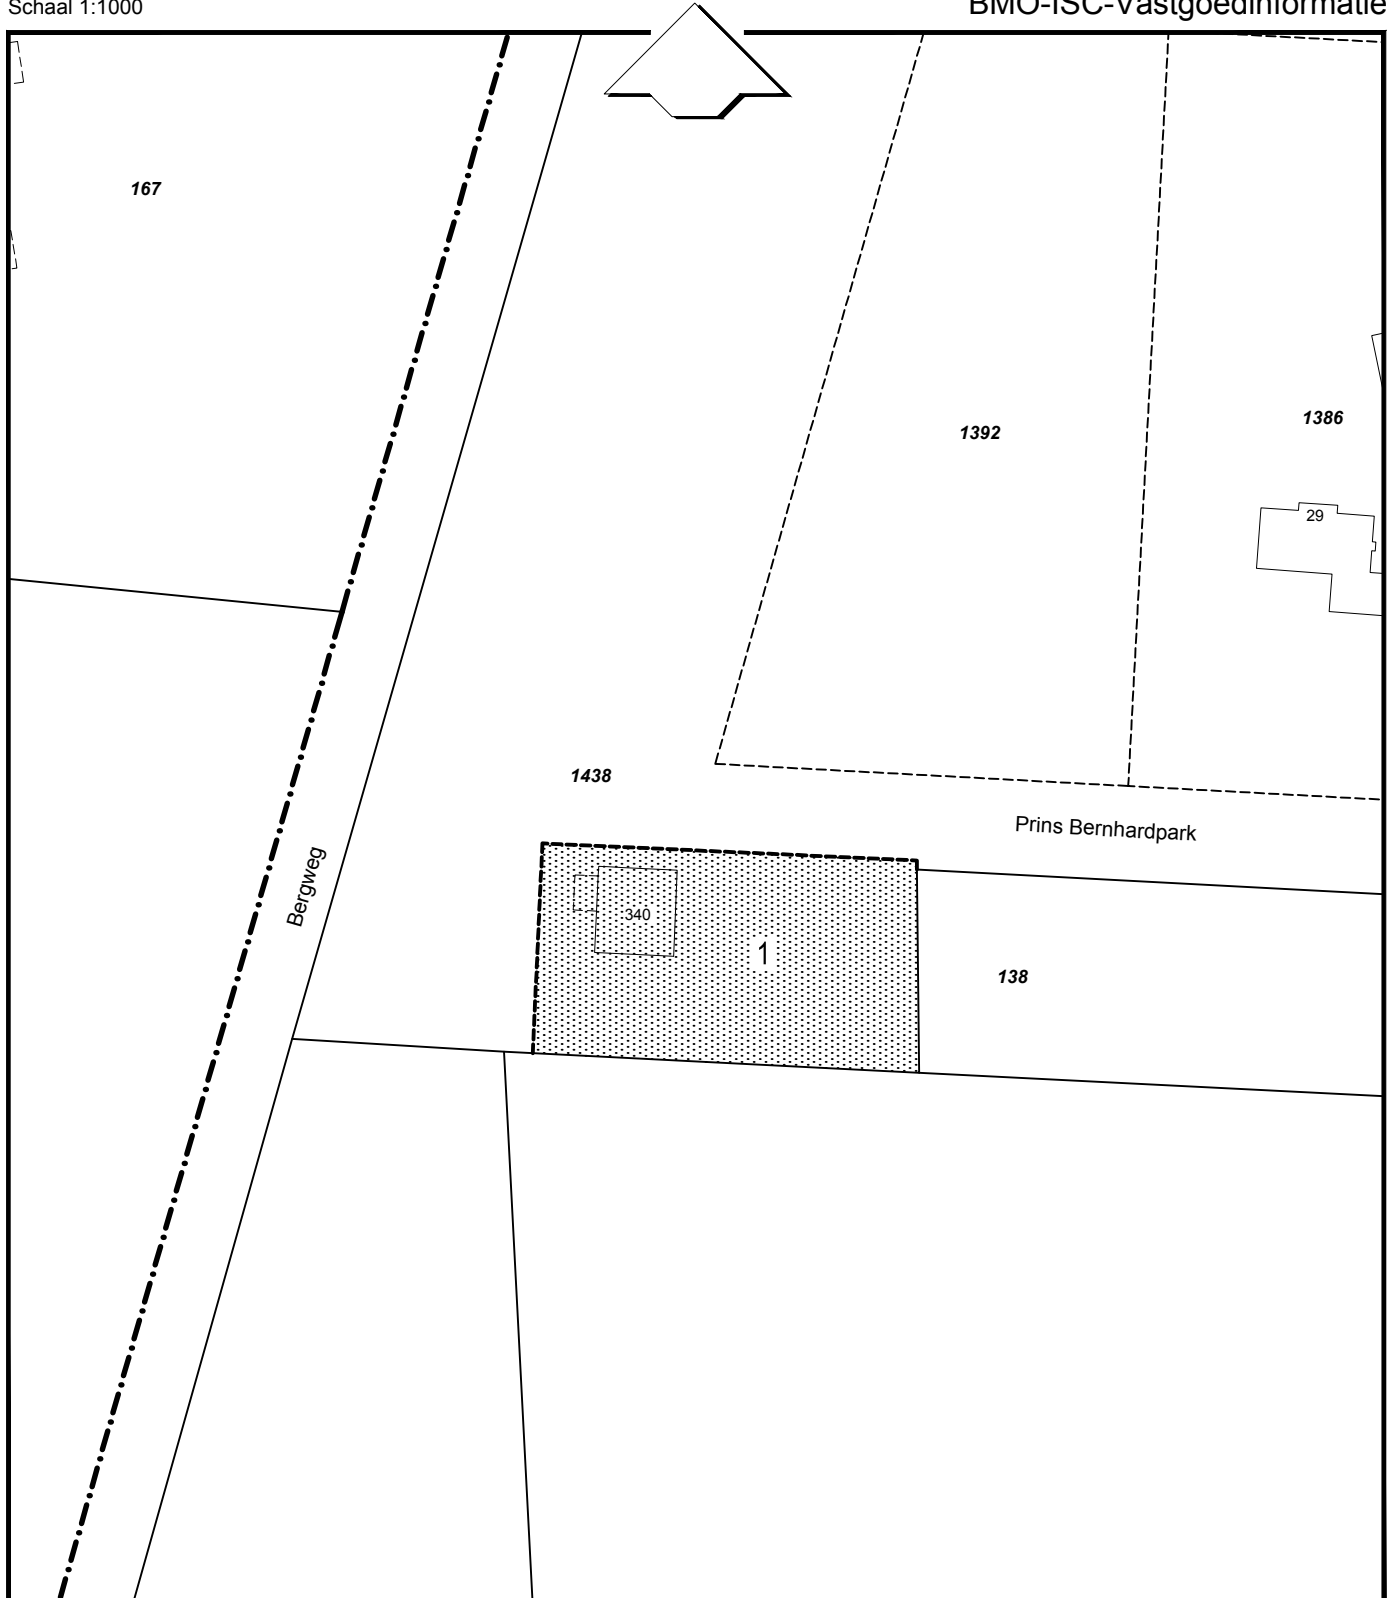 Schaal 1:1000
BMO-ISC-Vastgoedinformatie
167
1392
1386
29
1438
Prins Bernhardpark
Bergweg
340
1
138